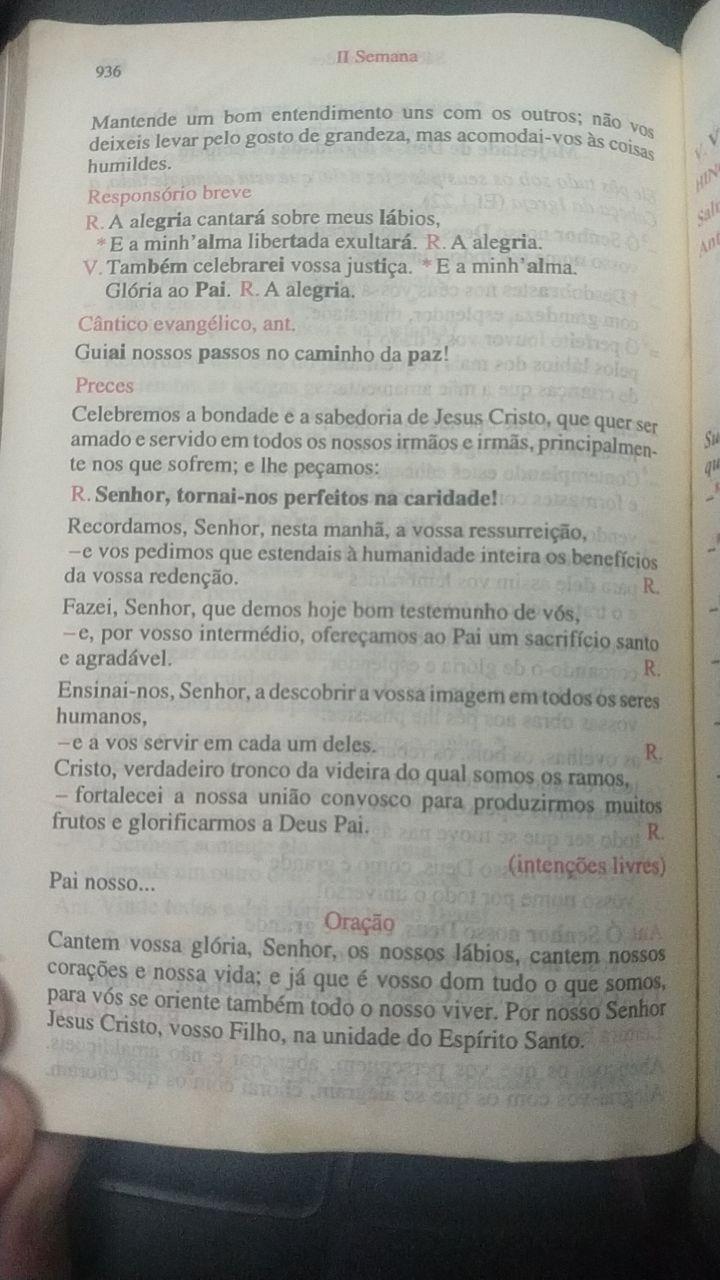 936
II Semana
Mantende um bom entendimento uns com os outros; não vos
deixeis levar pelo gosto de grandeza, mas acomodai-vos às coisas
humildes.
Responsório breve
R. A alegria cantará sobre meus lábios,
* E a minh'alma libertada exultará. R. A alegria.
V. Também celebrarei vossa justiça. * E a minh'alma.
Glória ao Pai. R. A alegria.
Cântico evangélico, ant.
Guiai nossos passos no caminho da paz!
Preces
Celebremos a bondade e a sabedoria de Jesus Cristo, que quer ser
amado e servido em todos os nossos irmãos e irmãs, principalmen-
te nos que sofrem; e lhe peçamos:
R. Senhor, tornai-nos perfeitos na caridade!
Recordamos, Senhor, nesta manhã, a vossa ressurreição,
–e vos pedimos que estendais à humanidade inteira os benefícios
da vossa redenção. R.
Fazei, Senhor, que demos hoje bom testemunho de vós,
–e, por vosso intermédio, ofereçamos ao Pai um sacrifício santo
e agradável. R.
Ensinai-nos, Senhor, a descobrir a vossa imagem em todos os seres
humanos,
–e a vos servir em cada um deles. R.
Cristo, verdadeiro tronco da videira do qual somos os ramos,
– fortalecei a nossa união convosco para produzirmos muitos
frutos e glorificarmos a Deus Pai. R.
(intenções livres)
Pai nosso...
Oração
Cantem vossa glória, Senhor, os nossos lábios, cantem nossos
corações e nossa vida; e já que é vosso dom tudo o que somos,
para vós se oriente também todo o nosso viver. Por nosso Senhor
Jesus Cristo, vosso Filho, na unidade do Espírito Santo.